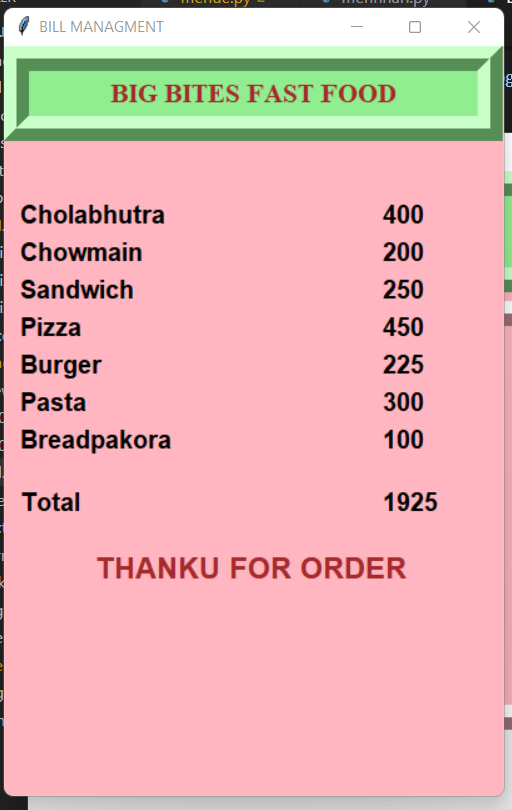 BILL MANAGMENT
BIG BITES FAST FOOD
Cholabhutra 400
Chowmain 200
Sandwich 250
Pizza 450
Burger 225
Pasta 300
Breadpakora 100
Total 1925
THANKU FOR ORDER